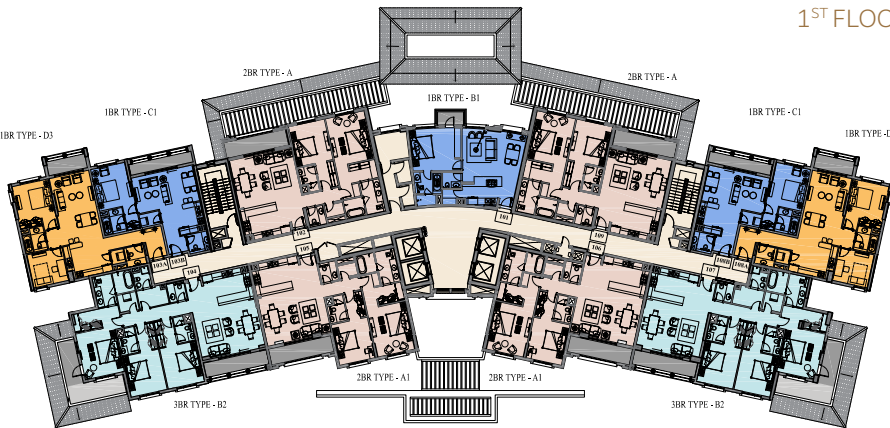 1ST FLOO
2BR TYPE - A
2BR TYPE - A
1BR TYPE - C1
1BR TYPE - B1
1BR TYPE - C1
1BR TYPE - D3
1BR TYPE - D
101
102
109
105
106
103A
103B
104
107
108B
108A
2BR TYPE - A1
2BR TYPE - A1
3BR TYPE - B2
3BR TYPE - B2